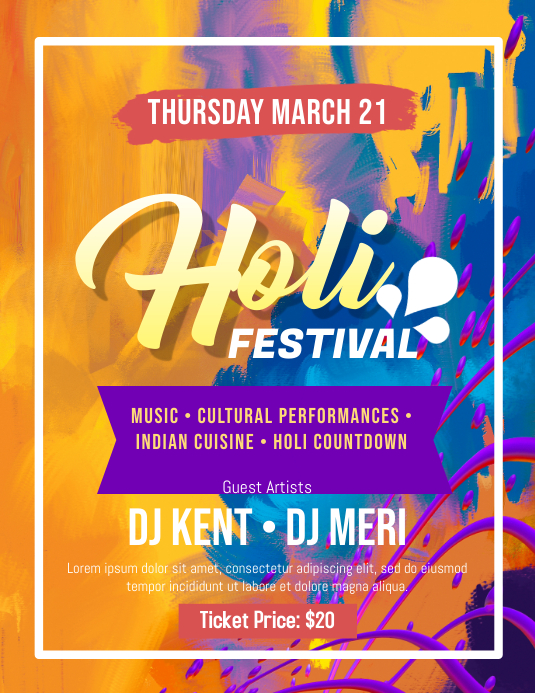 THURSDAY MARCH 21
Holi
FESTIVAL
MUSIC • CULTURAL PERFORMANCES •
INDIAN CUISINE • HOLI COUNTDOWN
Guest Artists
DJ KENT • DJ MERI
Lorem ipsum dolor sit amet, consectetur adipiscing elit, sed do eiusmod
tempor incididunt ut labore et dolore magna aliqua.
Ticket Price: $20